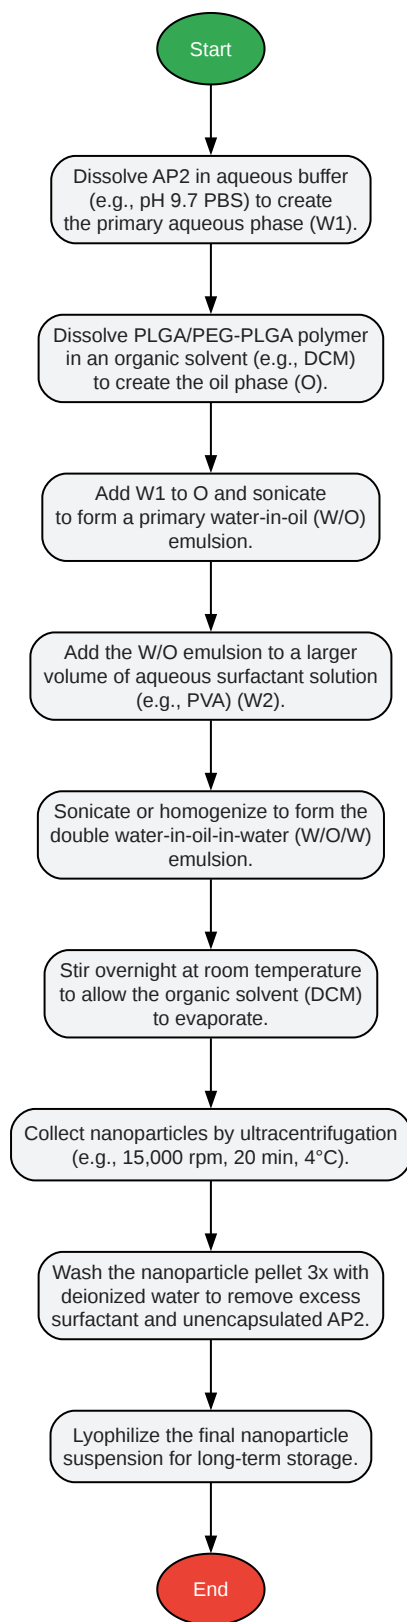 Start
Dissolve AP2 in aqueous buffer
(e.g., pH 9.7 PBS) to create
the primary aqueous phase (W1).
Dissolve PLGA/PEG-PLGA polymer
in an organic solvent (e.g., DCM)
to create the oil phase (O).
Add W1 to O and sonicate
to form a primary water-in-oil (W/O)
emulsion.
Add the W/O emulsion to a larger
volume of aqueous surfactant solution
(e.g., PVA) (W2).
Sonicate or homogenize to form the
double water-in-oil-in-water (W/O/W)
emulsion.
Stir overnight at room temperature
to allow the organic solvent (DCM)
to evaporate.
Collect nanoparticles by ultracentrifugation
(e.g., 15,000 rpm, 20 min, 4°C).
Wash the nanoparticle pellet 3x with
deionized water to remove excess
surfactant and unencapsulated AP2.
Lyophilize the final nanoparticle
suspension for long-term storage.
End